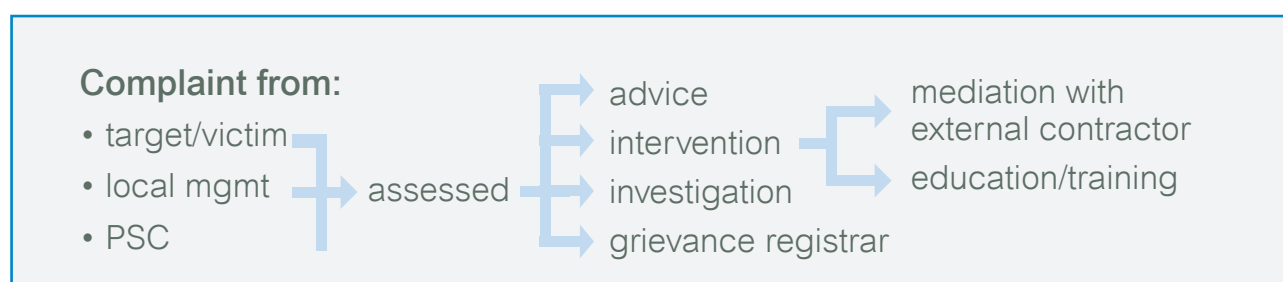 Complaint from:
• target/victim
• local mgmt
• PSC
assessed
advice
intervention
investigation
grievance registrar
mediation with
external contractor
education/training